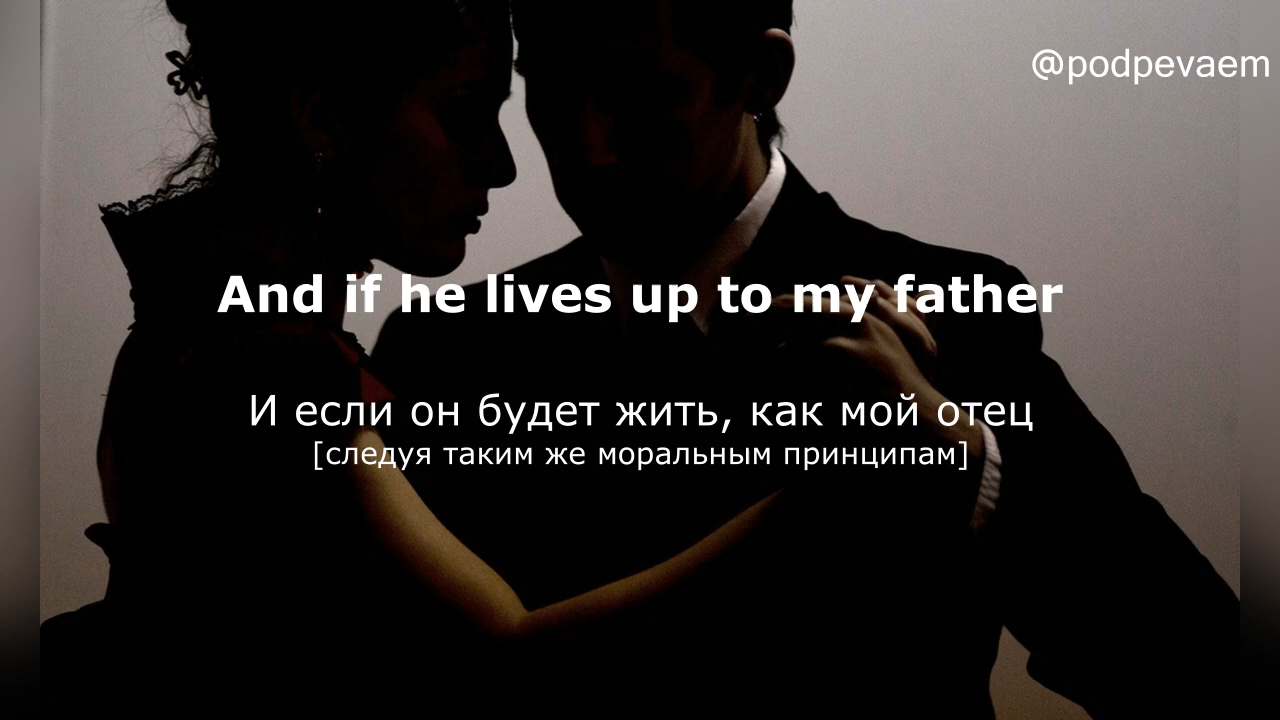 @podpevaem
And if he lives up to my father
И если он будет жить, как мой отец
[следуя таким же моральным принципам]